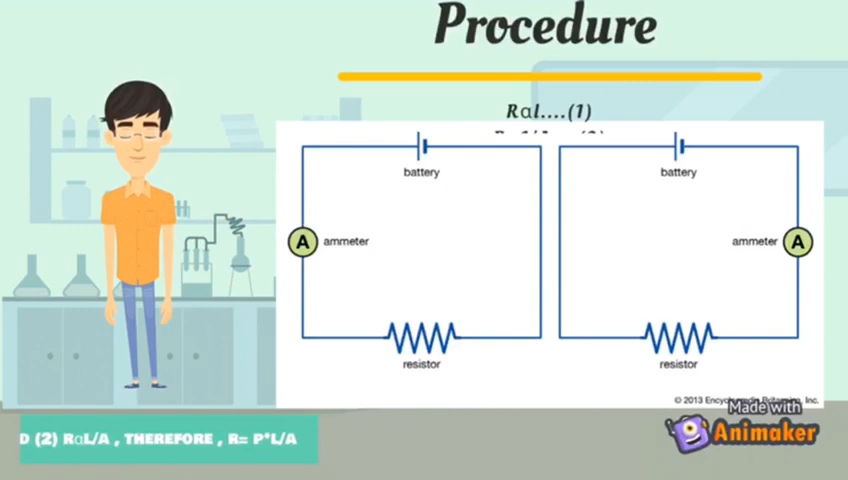 Procedure
Rαl....(1)
battery
battery
A ammeter
ammeter A
resistor
resistor
© 2013 Encyclopædia Britannica, Inc.
Made with
Animaker
D (2) RαL/A , THEREFORE , R= P*L/A